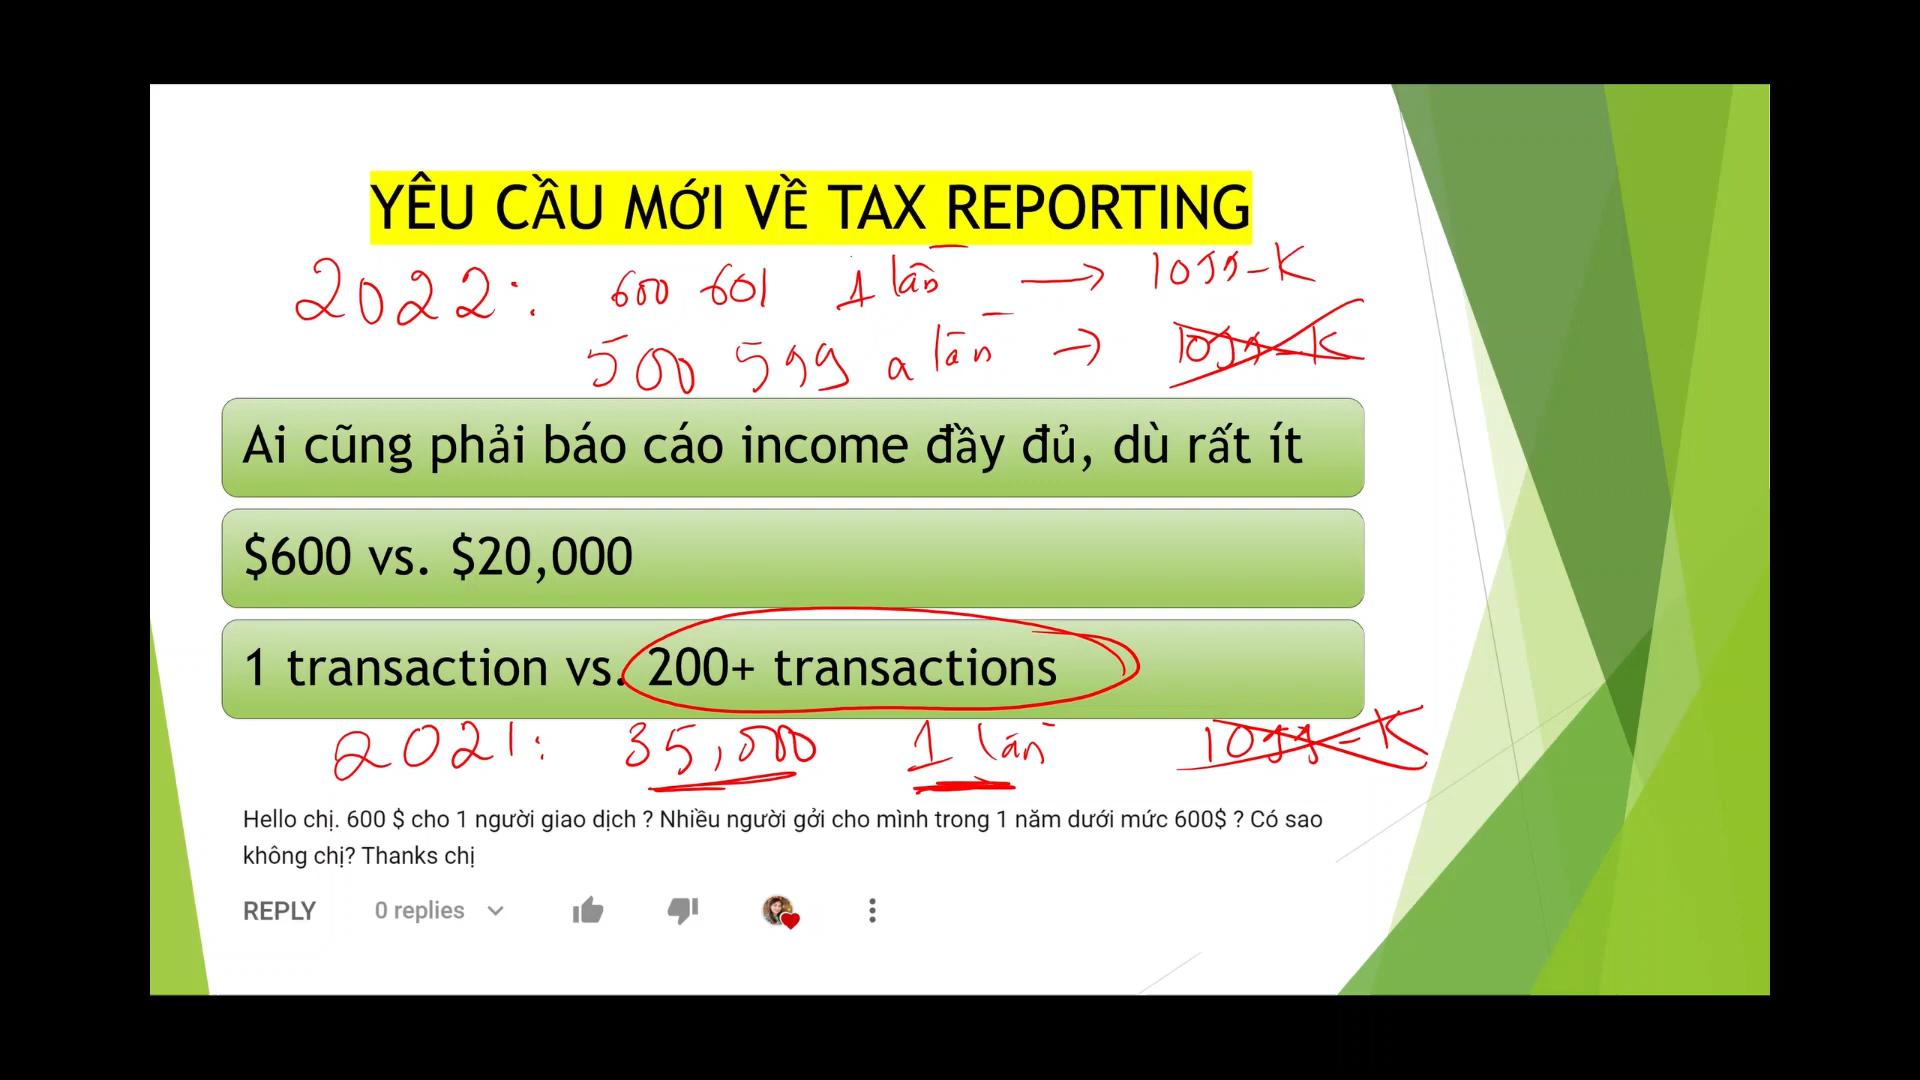 YÊU CẦU MỚI VỀ TAX REPORTING
2022: 600 601 1 lần → 1099-K
500 599 a lần → 1099-K
Ai cũng phải báo cáo income đầy đủ, dù rất ít
$600 vs. $20,000
1 transaction vs. 200+ transactions
2021: 35,000 1 lần 1099-K
Hello chị. 600 $ cho 1 người giao dịch ? Nhiều người gởi cho mình trong 1 năm dưới mức 600$ ? Có sao
không chị? Thanks chị
REPLY 0 replies